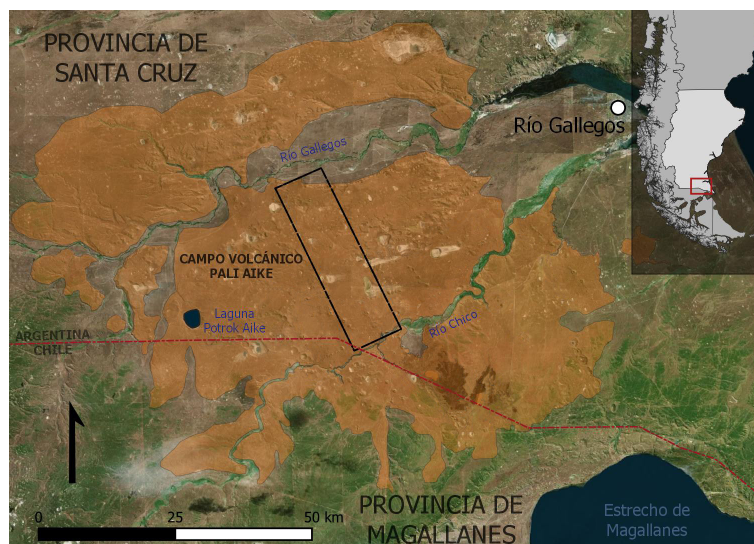 PROVINCIA DE
SANTA CRUZ
Río Gallegos
Río Gallegos
CAMPO VOLCÁNICO
PALI AIKE
Laguna
Potrok Aike
Río Chico
ARGENTINA
CHILE
0 25 50 km
PROVINCIA DE
MAGALLANES
Estrecho de
Magallanes